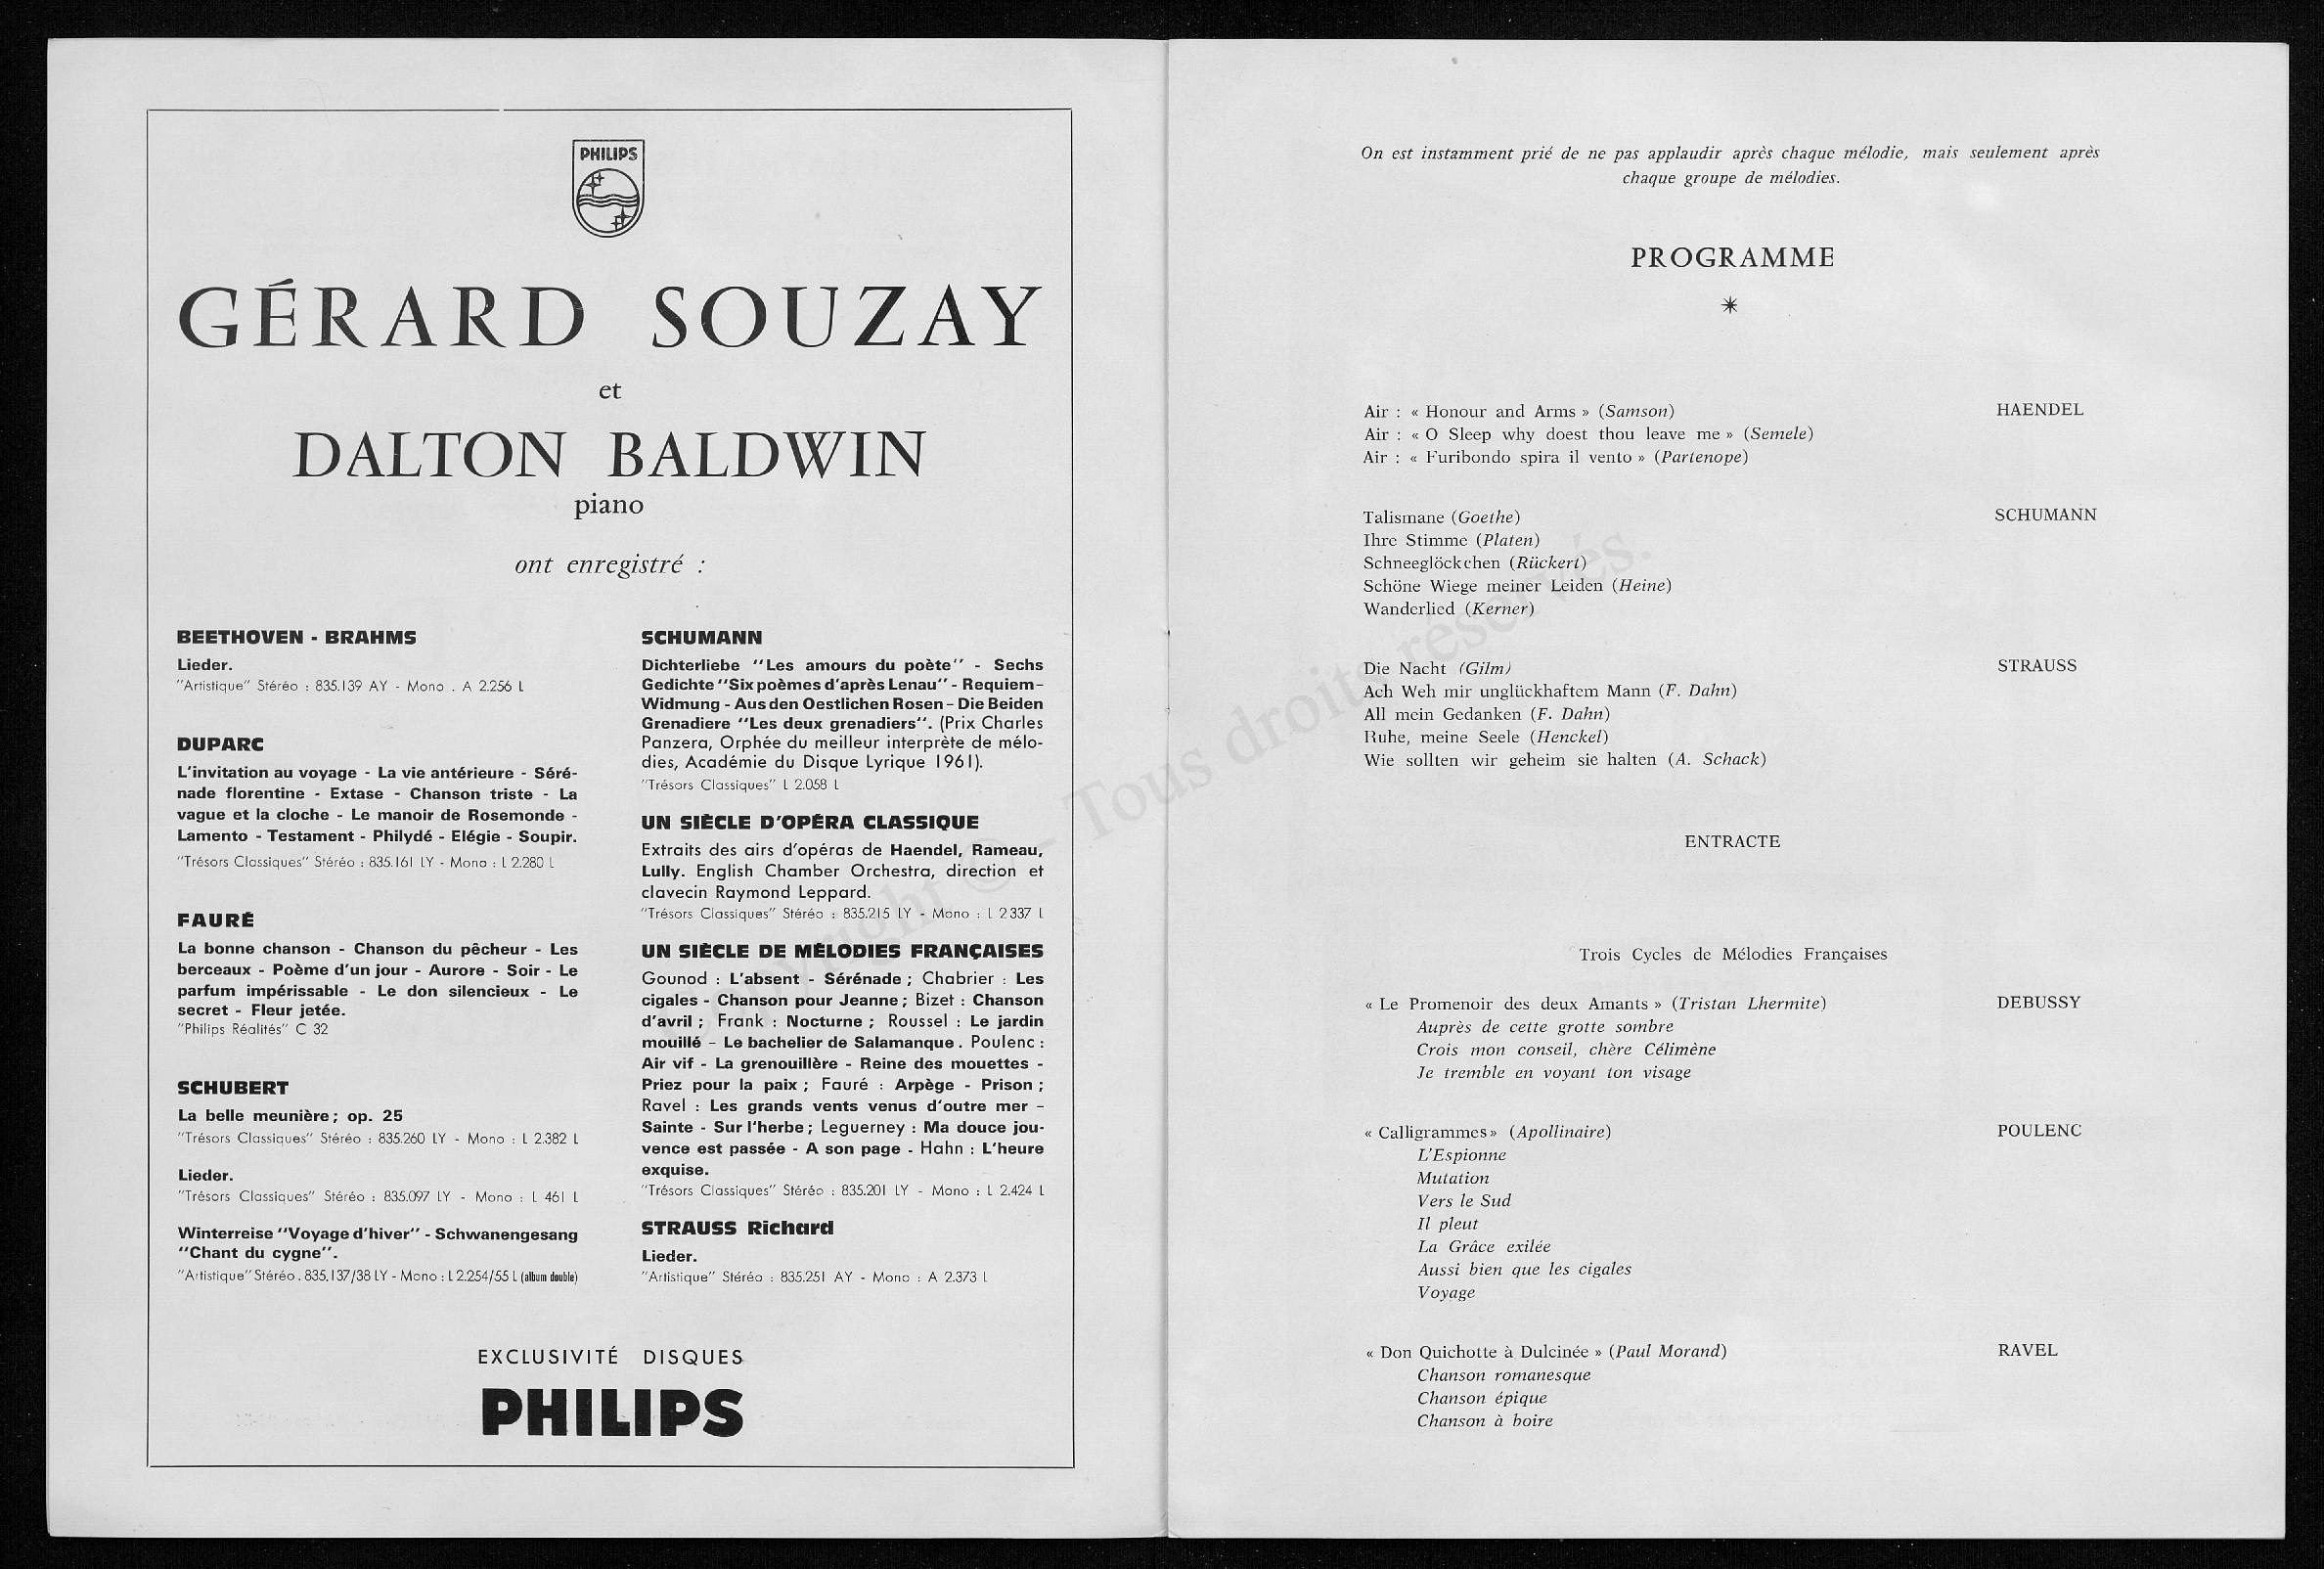 PHILIPS
GÉRARD SOUZAY
et
DALTON BALDWIN
piano
ont enregistré :
BEETHOVEN - BRAHMS
Lieder.
"Artistique" Stéréo : 835.139 AY - Mono . A 2.256 L
DUPARC
L'invitation au voyage - La vie antérieure - Séré-
nade florentine - Extase - Chanson triste - La
vague et la cloche - Le manoir de Rosemonde -
Lamento - Testament - Philydé - Elégie - Soupir.
"Trésors Classiques" Stéréo : 835.161 LY - Mono : L 2.280 L
FAURÉ
La bonne chanson - Chanson du pêcheur - Les
berceaux - Poème d'un jour - Aurore - Soir - Le
parfum impérissable - Le don silencieux - Le
secret - Fleur jetée.
"Philips Réalités" C 32
SCHUBERT
La belle meunière ; op. 25
"Trésors Classiques" Stéréo : 835.260 LY - Mono : L 2.382 L
Lieder.
"Trésors Classiques" Stéréo : 835.097 LY - Mono : L 461 L
Winterreise "Voyage d'hiver" - Schwanengesang
"Chant du cygne".
"Artistique" Stéréo . 835.137/38 LY - Mono : L 2.254/55 L (album double)
SCHUMANN
Dichterliebe "Les amours du poète" - Sechs
Gedichte "Six poèmes d'après Lenau" - Requiem -
Widmung - Aus den Oestlichen Rosen - Die Beiden
Grenadiere "Les deux grenadiers". (Prix Charles
Panzera, Orphée du meilleur interprète de mélo-
dies, Académie du Disque Lyrique 1961).
"Trésors Classiques" L 2.058 L
UN SIÈCLE D'OPÉRA CLASSIQUE
Extraits des airs d'opéras de Haendel, Rameau,
Lully. English Chamber Orchestra, direction et
clavecin Raymond Leppard.
"Trésors Classiques" Stéréo : 835.215 LY - Mono : L 2337 L
UN SIÈCLE DE MÉLODIES FRANÇAISES
Gounod : L'absent - Sérénade ; Chabrier : Les
cigales - Chanson pour Jeanne ; Bizet : Chanson
d'avril ; Frank : Nocturne ; Roussel : Le jardin
mouillé - Le bachelier de Salamanque . Poulenc :
Air vif - La grenouillère - Reine des mouettes -
Priez pour la paix ; Fauré : Arpège - Prison ;
Ravel : Les grands vents venus d'outre mer -
Sainte - Sur l'herbe ; Leguerney : Ma douce jou-
vence est passée - A son page - Hahn : L'heure
exquise.
"Trésors Classiques" Stéréo : 835.201 LY - Mono : L 2.424 L
STRAUSS Richard
Lieder.
"Artistique" Stéréo : 835.251 AY - Mono : A 2.373 L
EXCLUSIVITÉ DISQUES
PHILIPS
On est instamment prié de ne pas applaudir après chaque mélodie, mais seulement après
chaque groupe de mélodies.
PROGRAMME
Air : « Honour and Arms » (Samson) HAENDEL
Air : « O Sleep why doest thou leave me » (Semele)
Air : « Furibondo spira il vento » (Partenope)
Talismane (Goethe) SCHUMANN
Ihre Stimme (Platen)
Schneeglöckchen (Rückert)
Schöne Wiege meiner Leiden (Heine)
Wanderlied (Kerner)
Die Nacht (Gilm) STRAUSS
Ach Weh mir unglückhaftem Mann (F. Dahn)
All mein Gedanken (F. Dahn)
Ruhe, meine Seele (Henckel)
Wie sollten wir geheim sie halten (A. Schack)
ENTRACTE
Trois Cycles de Mélodies Françaises
« Le Promenoir des deux Amants » (Tristan Lhermite) DEBUSSY
Auprès de cette grotte sombre
Crois mon conseil, chère Célimène
Je tremble en voyant ton visage
« Calligrammes » (Apollinaire) POULENC
L'Espionne
Mutation
Vers le Sud
Il pleut
La Grâce exilée
Aussi bien que les cigales
Voyage
« Don Quichotte à Dulcinée » (Paul Morand) RAVEL
Chanson romanesque
Chanson épique
Chanson à boire
Copyright © - Tous droits réservés.